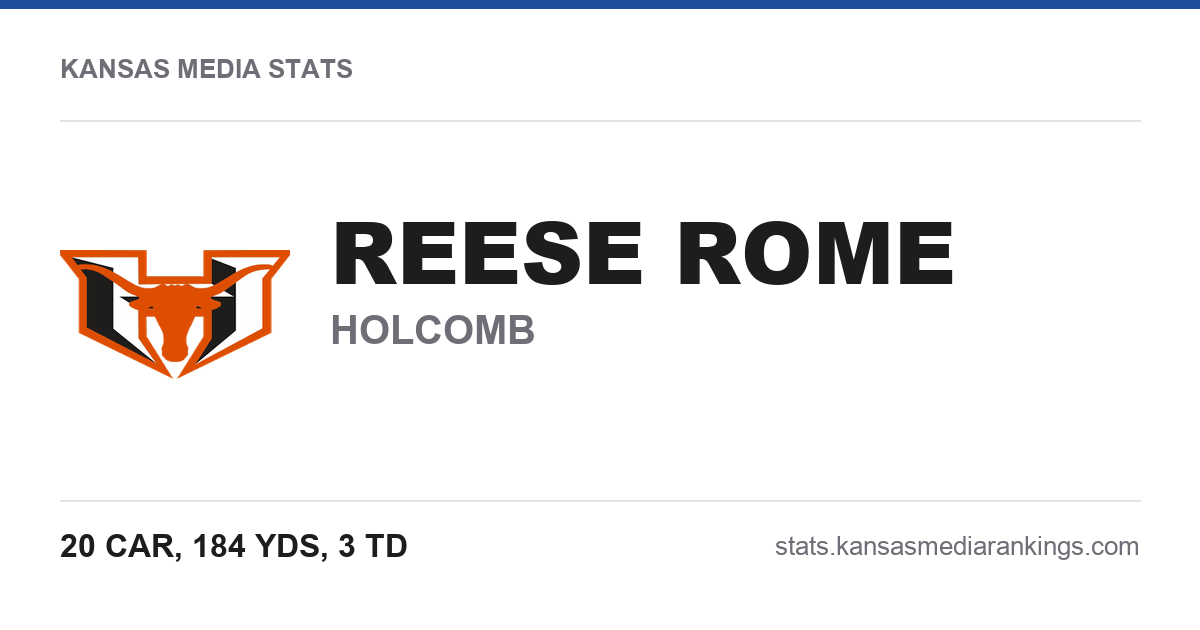 KANSAS MEDIA STATS
REESE ROME
HOLCOMB
20 CAR, 184 YDS, 3 TD
stats.kansasmediarankings.com